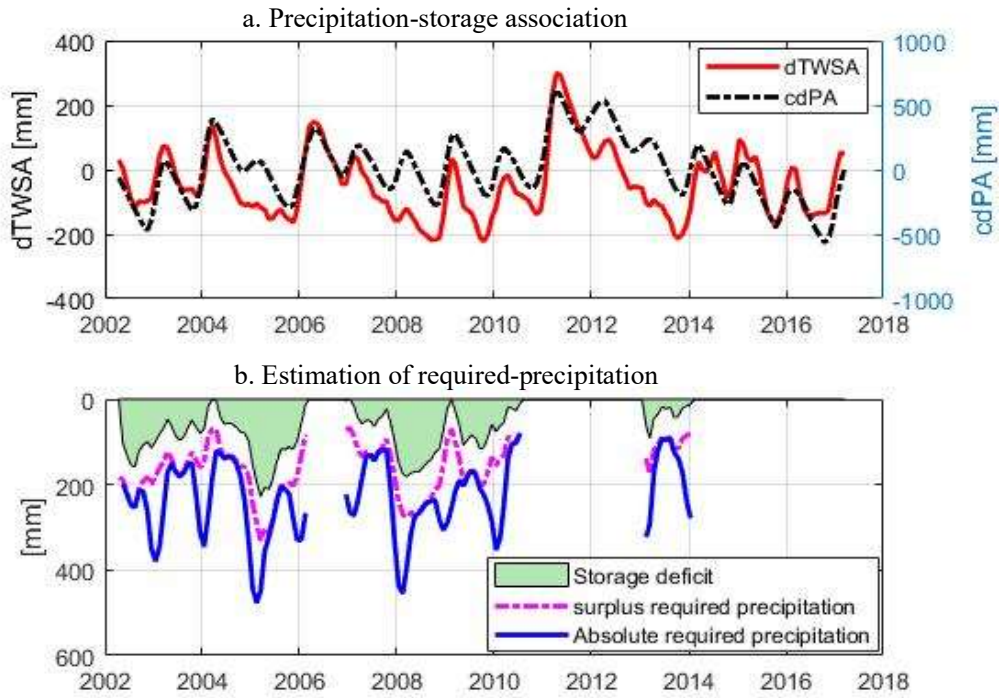 a. Precipitation-storage association
400
200
0
-200
-400
dTWSA [mm]
1000
500
0
-500
-1000
cdPA [mm]
dTWSA
cdPA
2002 2004 2006 2008 2010 2012 2014 2016 2018
b. Estimation of required-precipitation
0
200
400
600
[mm]
Storage deficit
surplus required precipitation
Absolute required precipitation
2002 2004 2006 2008 2010 2012 2014 2016 2018